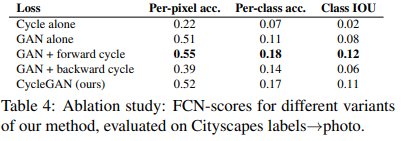 Loss Per-pixel acc. Per-class acc. Class IOU
Cycle alone 0.22 0.07 0.02
GAN alone 0.51 0.11 0.08
GAN + forward cycle 0.55 0.18 0.12
GAN + backward cycle 0.39 0.14 0.06
CycleGAN (ours) 0.52 0.17 0.11
Table 4: Ablation study: FCN-scores for different variants
of our method, evaluated on Cityscapes labels→photo.